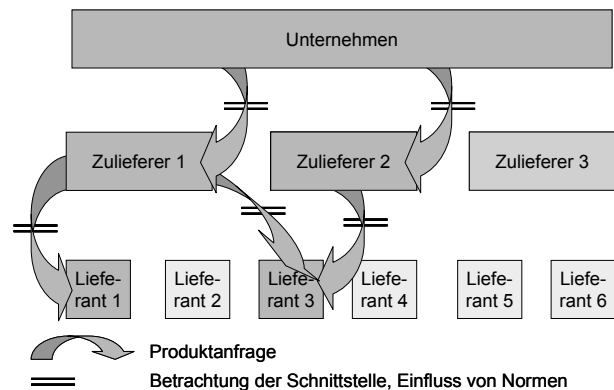 Unternehmen
Zulieferer 1
Zulieferer 2
Zulieferer 3
Liefe-
rant 1
Liefe-
rant 2
Liefe-
rant 3
Liefe-
rant 4
Liefe-
rant 5
Liefe-
rant 6
Produktanfrage
Betrachtung der Schnittstelle, Einfluss von Normen